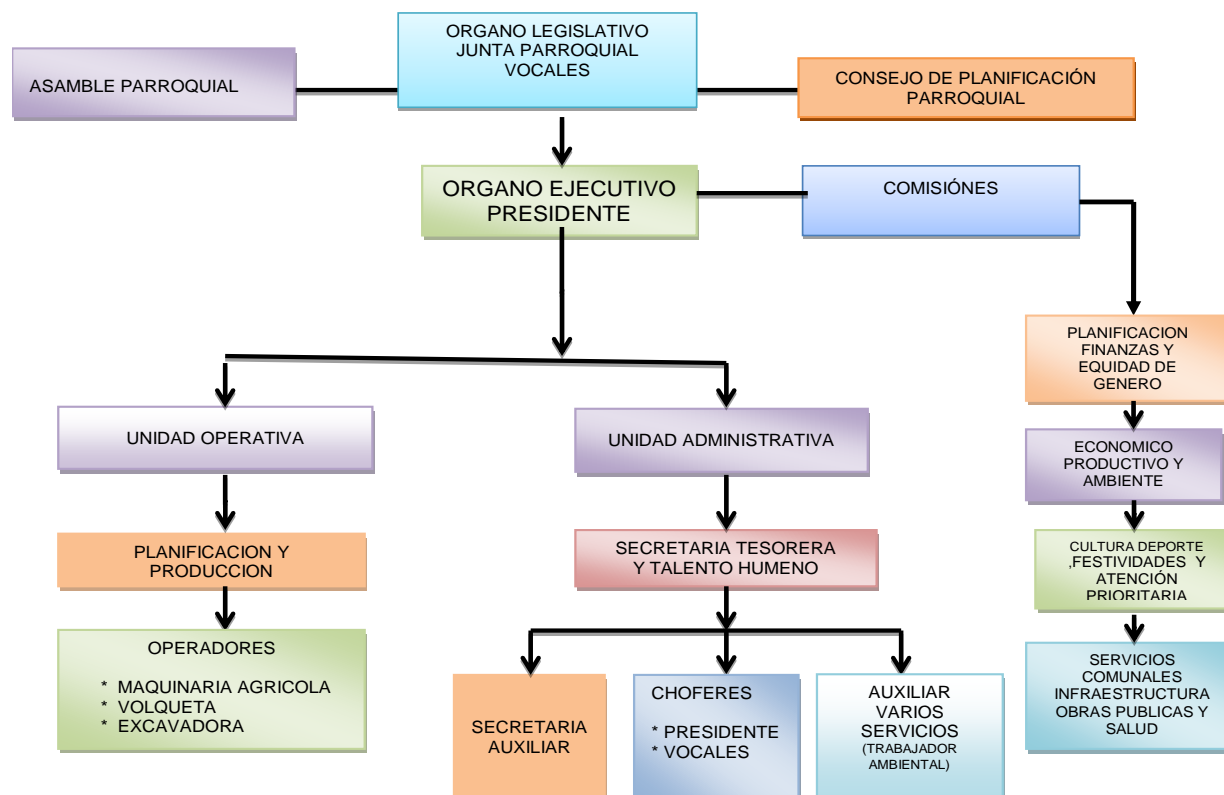 ORGANO LEGISLATIVO
JUNTA PARROQUIAL
VOCALES
ASAMBLE PARROQUIAL
CONSEJO DE PLANIFICACIÓN
PARROQUIAL
ORGANO EJECUTIVO
PRESIDENTE
COMISIÓNES
PLANIFICACION
FINANZAS Y
EQUIDAD DE
GENERO
UNIDAD OPERATIVA
UNIDAD ADMINISTRATIVA
ECONOMICO
PRODUCTIVO Y
AMBIENTE
PLANIFICACION Y
PRODUCCION
SECRETARIA TESORERA
Y TALENTO HUMENO
CULTURA DEPORTE
,FESTIVIDADES Y
ATENCIÓN
PRIORITARIA
OPERADORES
* MAQUINARIA AGRICOLA
* VOLQUETA
* EXCAVADORA
SECRETARIA
AUXILIAR
CHOFERES
* PRESIDENTE
* VOCALES
AUXILIAR
VARIOS
SERVICIOS
(TRABAJADOR
AMBIENTAL)
SERVICIOS
COMUNALES
INFRAESTRUCTURA
OBRAS PUBLICAS Y
SALUD